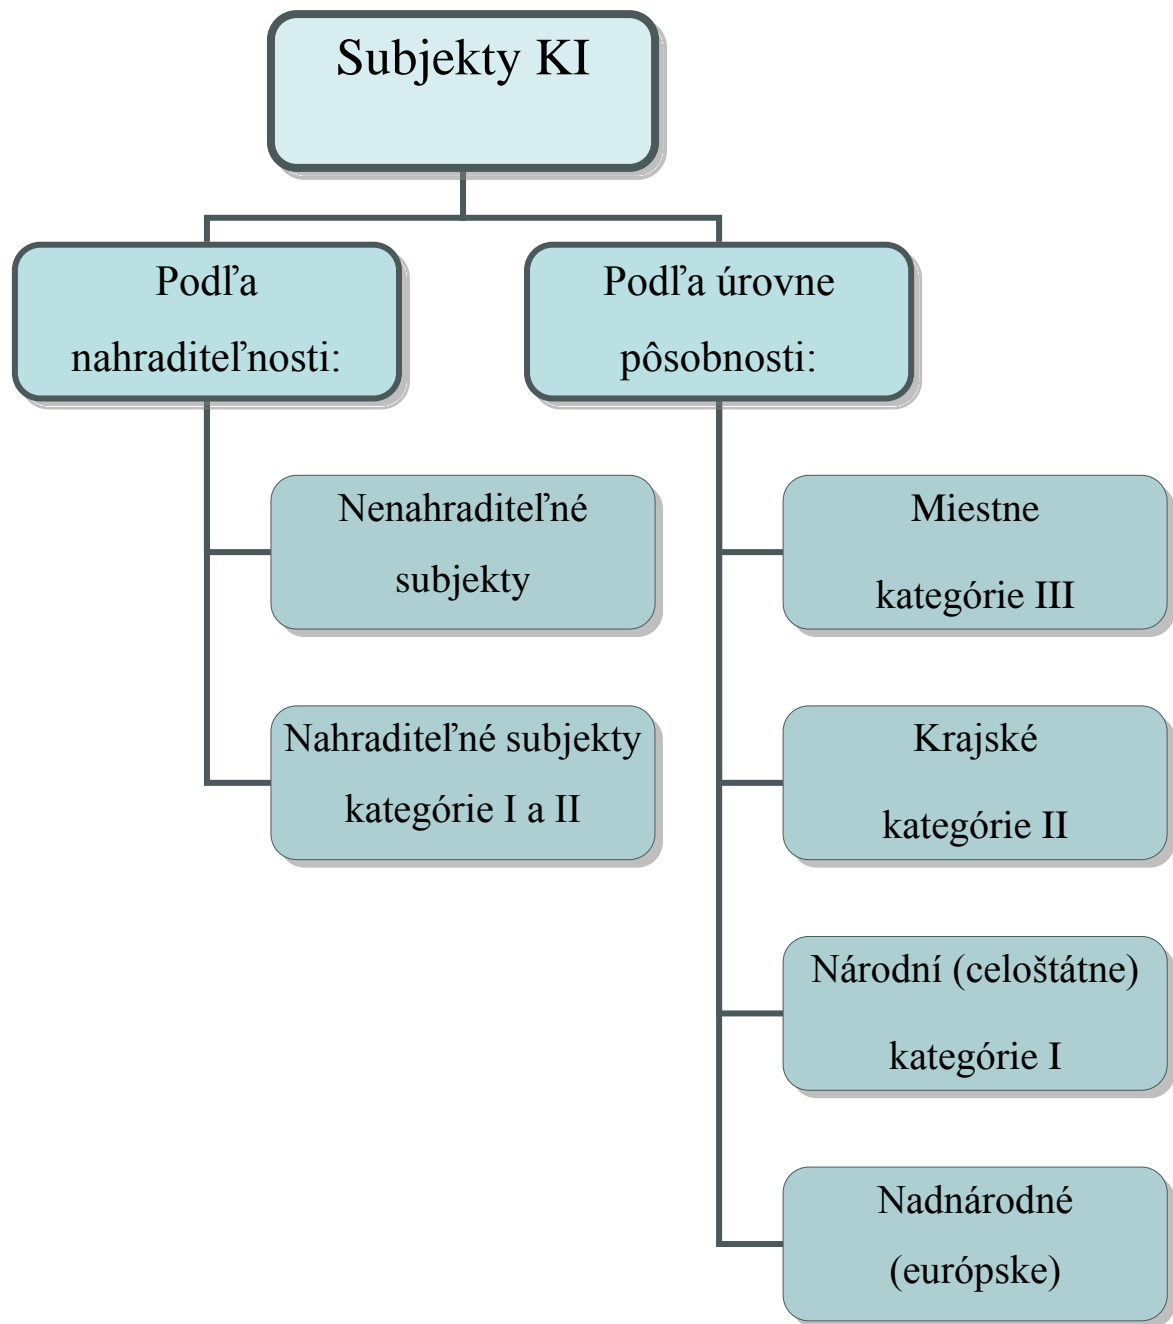 Subjekty KI
Podľa
nahraditeľnosti:
Podľa úrovne
pôsobnosti:
Nenahraditeľné
subjekty
Nahraditeľné subjekty
kategórie I a II
Miestne
kategórie III
Krajské
kategórie II
Národní (celoštátne)
kategórie I
Nadnárodné
(európske)